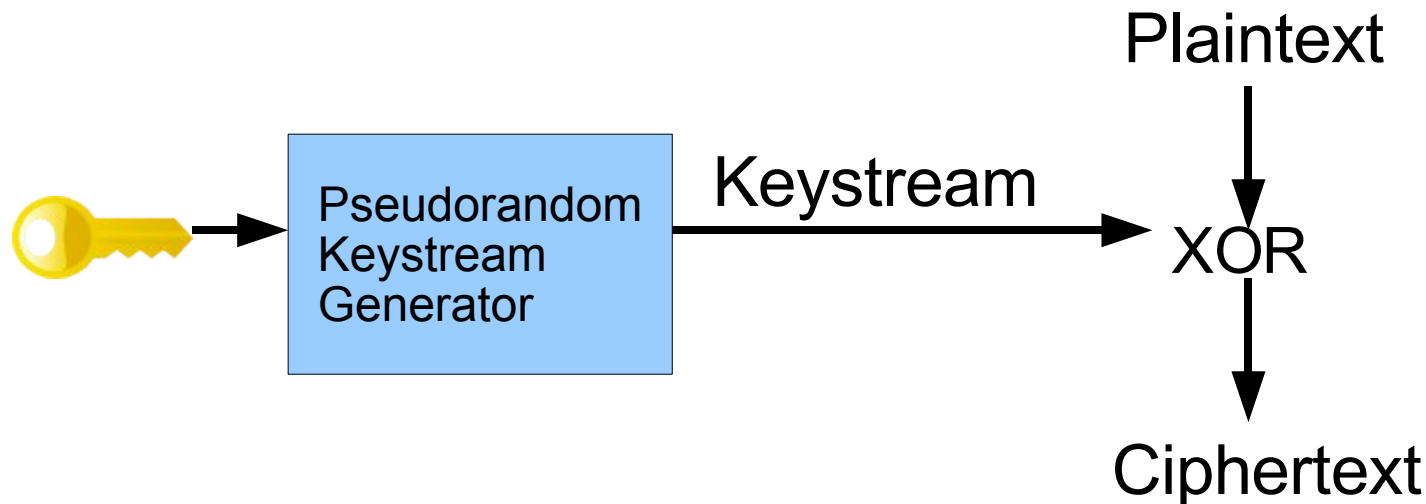 Plaintext
Pseudorandom
Keystream
Generator
Keystream
XOR
Ciphertext